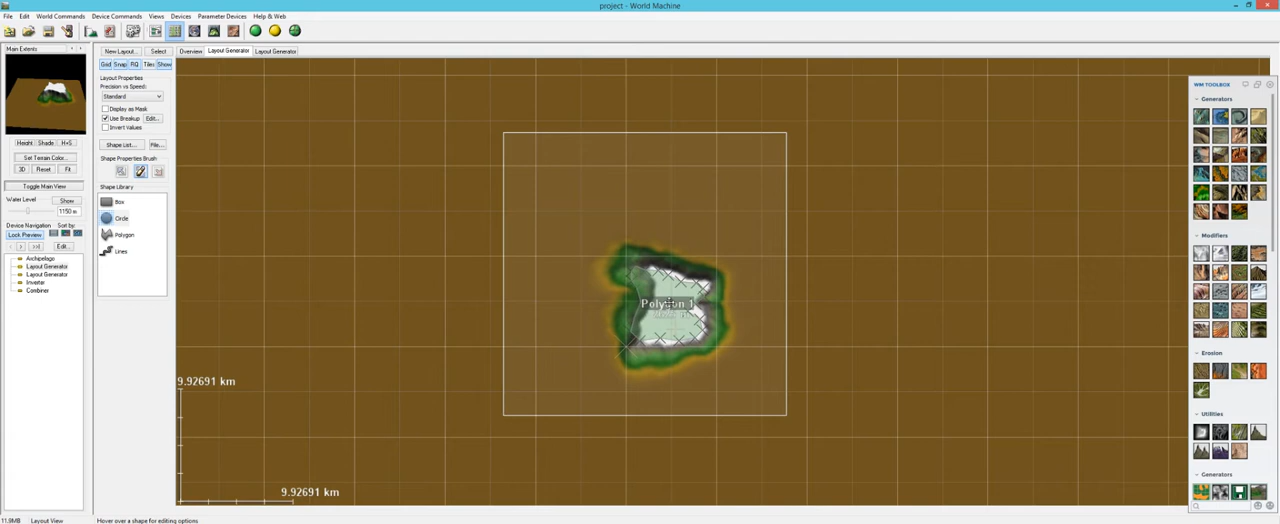 project - World Machine
File Edit World Commands Device Commands Views Devices Parameter Devices Help & Web
Main Extents
New Layout... Select Overview Layout Generator Layout Generator
Grid Snap Tiles Show
Layout Properties
Precision vs Speed:
Standard
Display as Mask
Use Breakup Edit...
Invert Values
Shape List... File...
Shape Properties Brush
Shape Library
Box
Circle
Polygon
Lines
Height Shade H+S
Set Terrain Color...
3D Reset Fit
Toggle Main View
Water Level Show
1150 m
Device Navigation Sort by:
Lock Preview
Edit...
Archipelago
Layout Generator
Layout Generator
Inverter
Combiner
Polygon 1
9.92691 km
9.92691 km
WM TOOLBOX
Generators
Modifiers
Erosion
Utilities
Generators
11.9MB Layout View Hover over a shape for editing options